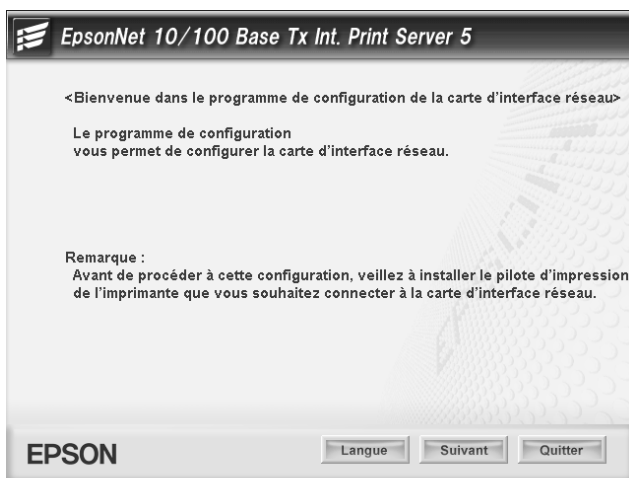 EpsonNet 10/100 Base Tx Int. Print Server 5
<Bienvenue dans le programme de configuration de la carte d'interface réseau>
Le programme de configuration
vous permet de configurer la carte d'interface réseau.
Remarque :
Avant de procéder à cette configuration, veillez à installer le pilote d'impression
de l'imprimante que vous souhaitez connecter à la carte d'interface réseau.
EPSON
Langue
Suivant
Quitter